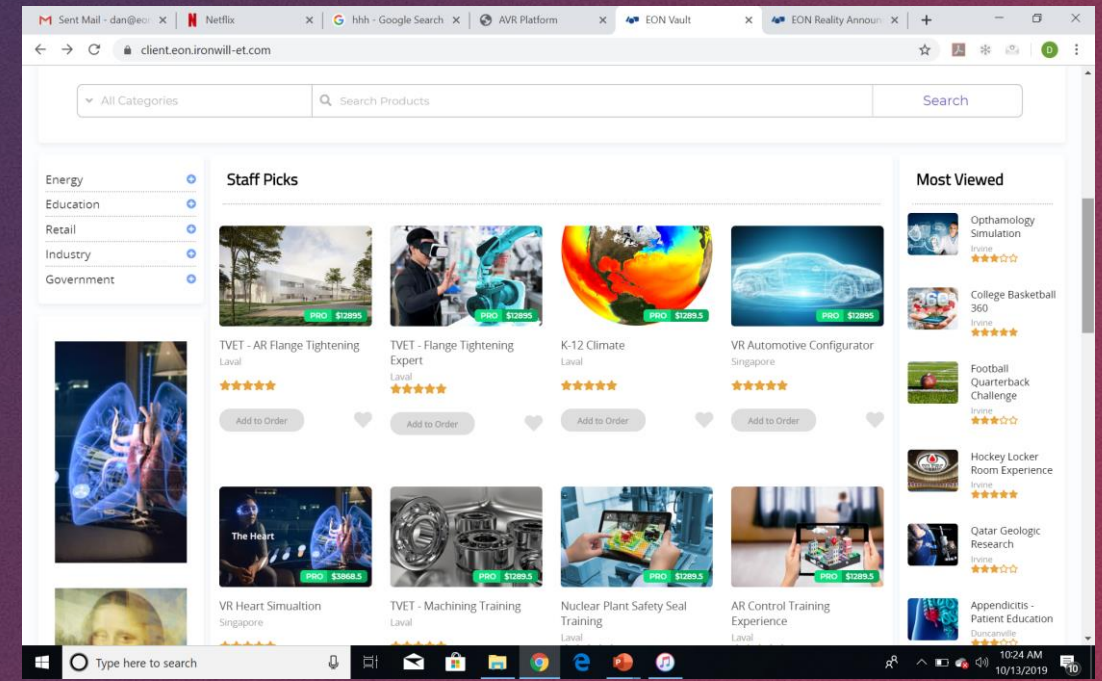 Sent Mail - dan@eon
Netflix
hhh - Google Search
AVR Platform
EON Vault
EON Reality Announ
client.eon.ironwill-et.com
D
All Categories
Search Products
Search
Energy
Education
Retail
Industry
Government
Staff Picks
PRO $12895
TVET - AR Flange Tightening
Laval
Add to Order
PRO $12895
TVET - Flange Tightening
Expert
Laval
Add to Order
PRO $1289.5
K-12 Climate
Laval
Add to Order
PRO $12895
VR Automotive Configurator
Singapore
Add to Order
The Heart
PRO $3868.5
VR Heart Simualtion
Singapore
PRO $1289.5
TVET - Machining Training
Laval
PRO $1289.5
Nuclear Plant Safety Seal
Training
Laval
PRO $1289.5
AR Control Training
Experience
Laval
Most Viewed
Opthamology
Simulation
Irvine
360
College Basketball
360
Irvine
Football
Quarterback
Challenge
Irvine
Hockey Locker
Room Experience
Irvine
Qatar Geologic
Research
Irvine
Appendicitis -
Patient Education
Duncanville
Type here to search
10:24 AM
10/13/2019
10